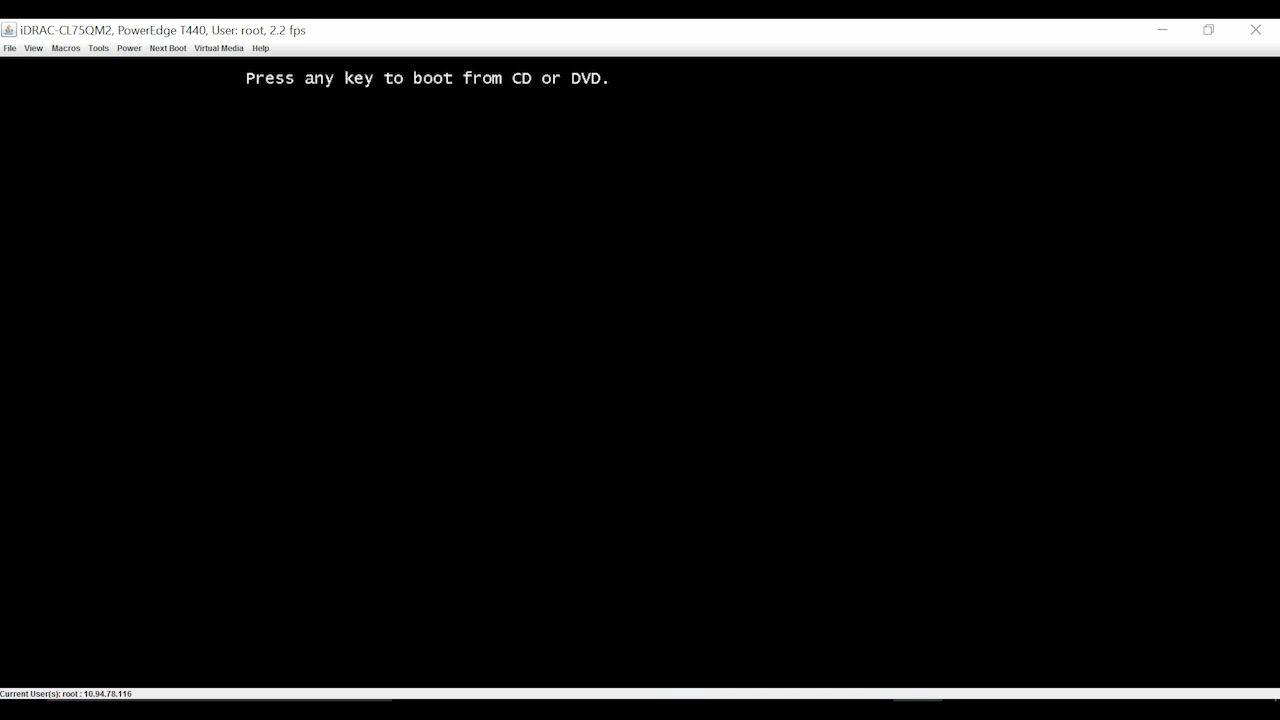 iDRAC-CL75QM2, PowerEdge T440, User: root, 2.2 fps
File View Macros Tools Power Next Boot Virtual Media Help
Press any key to boot from CD or DVD.
Current User(s): root : 10.94.78.116